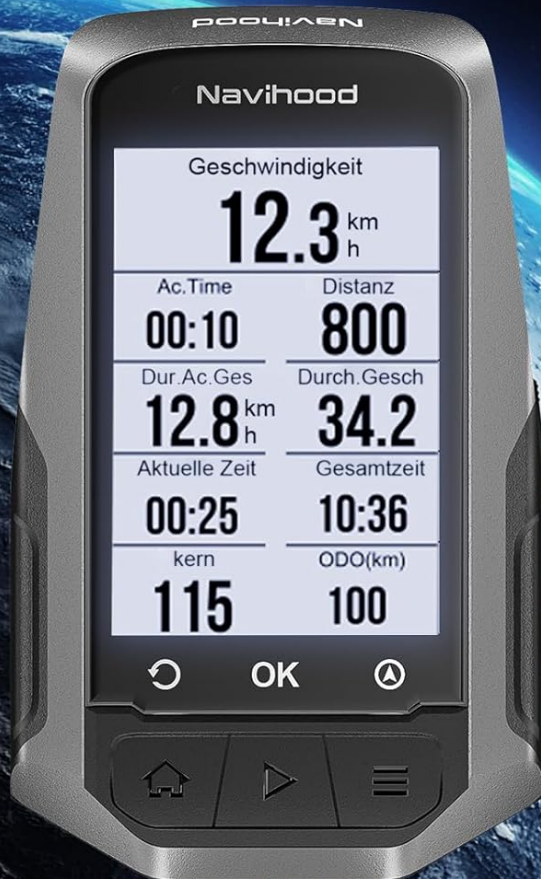 Navihood
Navihood
Geschwindigkeit
12.3 km
h
Ac.Time Distanz
00:10 800
Dur.Ac.Ges Durch.Gesch
12.8 km 34.2
h
Aktuelle Zeit Gesamtzeit
00:25 10:36
kern ODO(km)
115 100
OK